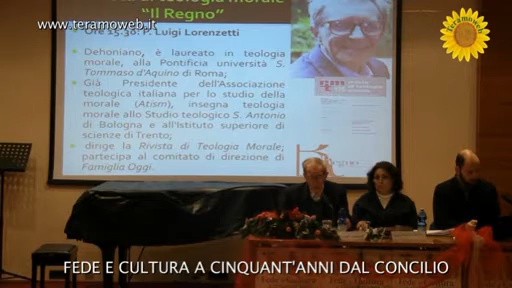 www.teramoweb.it
di teologia morale
"Il Regno"
Ore 15.30: P. Luigi Lorenzetti
Dehoniano, è laureato in teologia
morale, alla Pontificia università S.
Tommaso d'Aquino di Roma;
Già Presidente dell'Associazione
teologica italiana per lo studio della
morale (Atism), insegna teologia
morale allo Studio teologico S. Antonio
di Bologna e all'Istituto superiore di
scienze di Trento;
dirige la Rivista di Teologia Morale;
partecipa al comitato di direzione di
Famiglia Oggi.
teramoweb
FEDE E CULTURA A CINQUANT'ANNI DAL CONCILIO